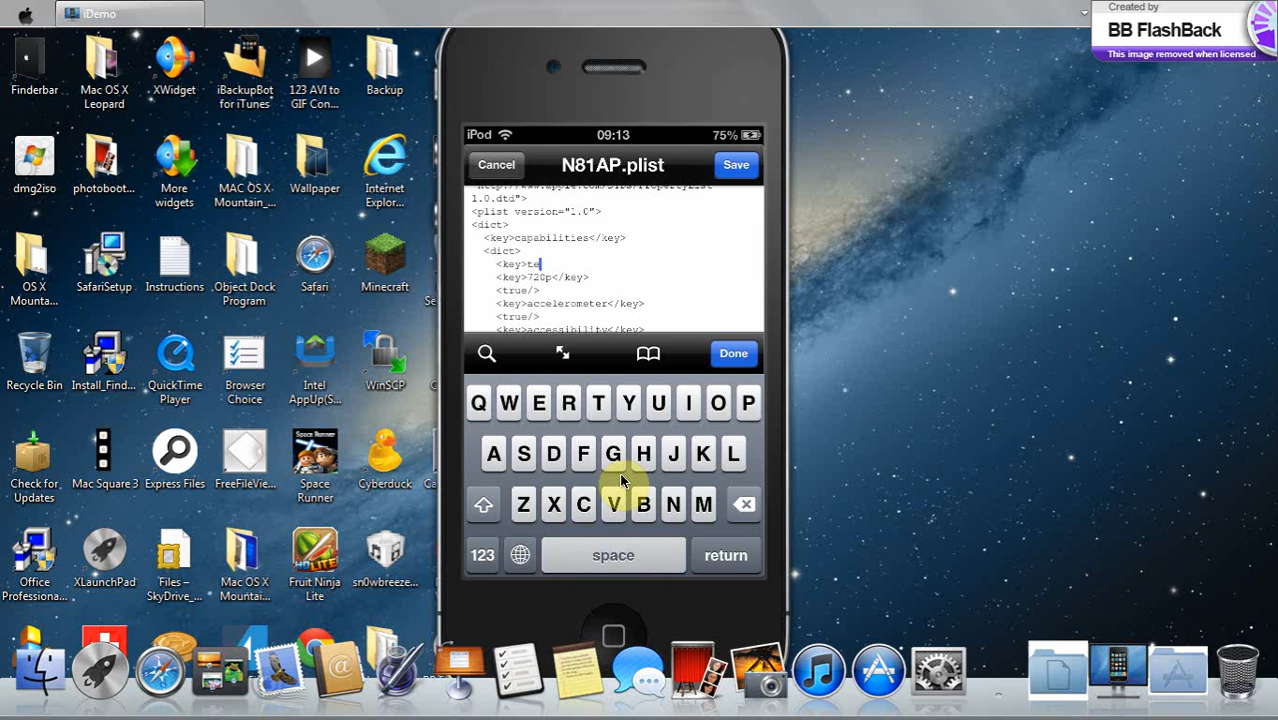 iDemo
Created by
BB FlashBack
This image removed when licensed
Finderbar
Mac OS X
Leopard
XWidget
iBackupBot
for iTunes
123 AVI to
GIF Con...
Backup
dmg2iso
photoboot...
More
widgets
MAC OS X
Mountain_...
Wallpaper
Internet
Explor...
OS X
Mounta...
SafariSetup
Instructions
Object Dock
Program
Safari
Minecraft
Recycle Bin
Install_Find...
QuickTime
Player
Browser
Choice
Intel
AppUp(S...
WinSCP
Check for
Updates
Mac Square 3
Express Files
FreeFileVie...
Space
Runner
Cyberduck
Office
Professiona...
XLaunchPad
Files –
SkyDrive_...
Mac OS X
Mountai...
Fruit Ninja
Lite
sn0wbreeze...
iPod
09:13
75%
Cancel
N81AP.plist
Save
1.0.dtd">
<plist version="1.0">
<dict>
<key>capabilities</key>
<dict>
<key>te
<key>720p</key>
<true/>
<key>accelerometer</key>
<true/>
<key>accessibility</key>
Done
Q W E R T Y U I O P
A S D F G H J K L
Z X C V B N M
123
space
return